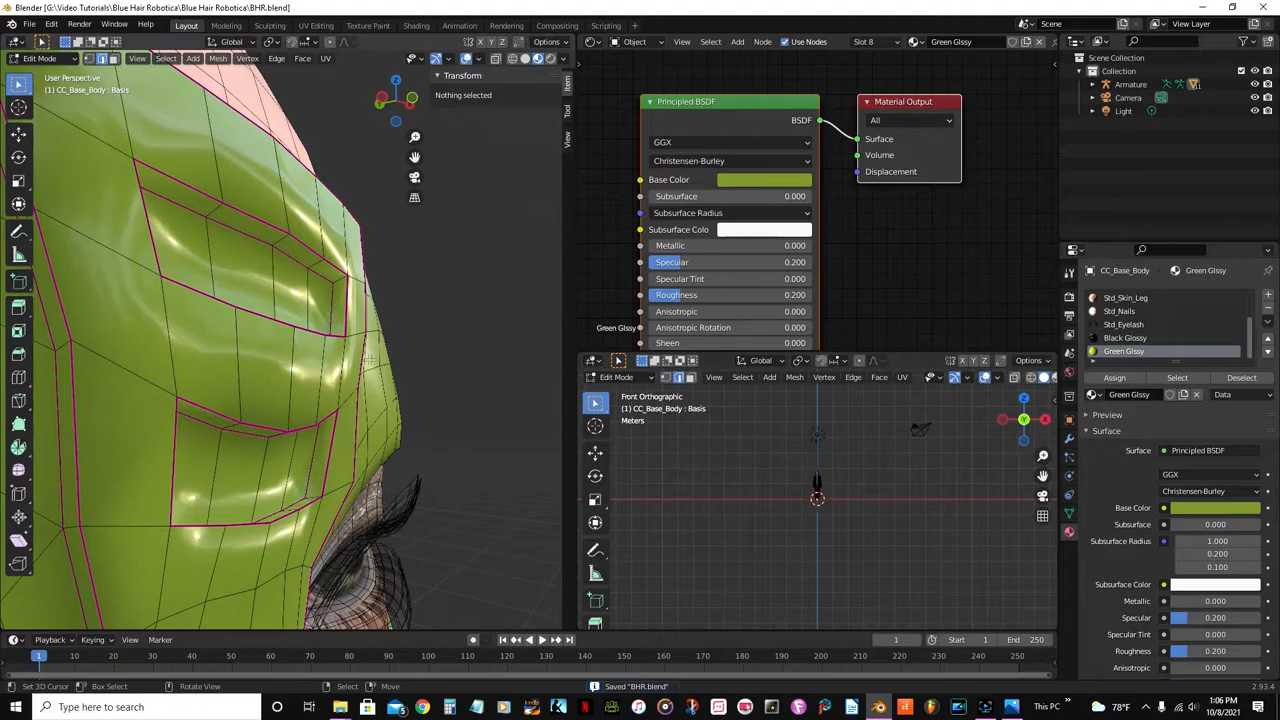 Blender [G:\Video Tutorials\Blue Hair Robotica\BHR.blend]
File Edit Render Window Help Layout Modeling Sculpting UV Editing Texture Paint Shading Animation Rendering Compositing Scripting Scene View Layer
Global Options Object View Select Add Node Use Nodes Slot 8 Green Glssy
Edit Mode View Select Add Mesh Vertex Edge Face UV
User Perspective
(1) CC_Base_Body : Basis
Transform
Nothing selected
Item
Tool
View
Principled BSDF
BSDF
GGX
Christensen-Burley
Base Color
Subsurface 0.000
Subsurface Radius
Subsurface Colo
Metallic 0.000
Specular 0.200
Specular Tint 0.000
Roughness 0.200
Anisotropic 0.000
Anisotropic Rotation 0.000
Sheen 0.000
Green Glssy
Material Output
All
Surface
Volume
Displacement
Global Options
Edit Mode View Select Add Mesh Vertex Edge Face UV
Front Orthographic
(1) CC_Base_Body : Basis
Meters
Scene Collection
Collection
Armature
Camera
Light
CC_Base_Body Green Glssy
Std_Skin_Leg
Std_Nails
Std_Eyelash
Black Glossy
Green Glssy
Assign Select Deselect
Green Glssy Data
Preview
Surface
Surface Principled BSDF
GGX
Christensen-Burley
Base Color
Subsurface 0.000
Subsurface Radius 1.000
0.200
0.100
Subsurface Color
Metallic 0.000
Specular 0.200
Specular Tint 0.000
Roughness 0.200
Anisotropic 0.000
Playback Keying View Marker 1 Start 1 End 250
1 10 20 30 40 50 60 70 80 90 100 110 120 130 140 150 160 170 180 190 200 210 220 230 240 250
Set 3D Cursor Box Select Rotate View Select Move Saved "BHR.blend" 2.93.4
Type here to search This PC 78°F 1:06 PM
10/8/2021